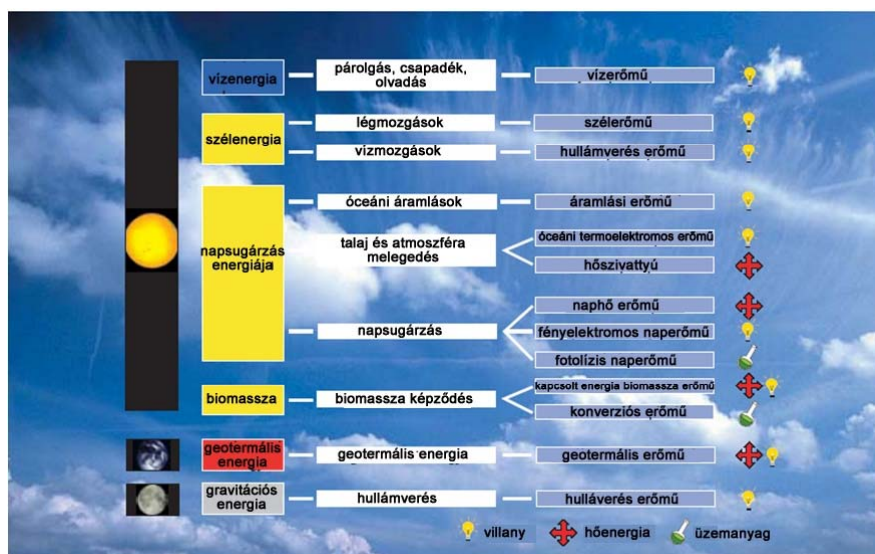 vízenergia
párolgás, csapadék,
olvadás
vízerőmű
szélenergia
légmozgások
szélerőmű
vizmozgások
hullámverés erőmű
napsugárzás
energiája
óceáni áramlások
áramlási erőmű
talaj és atmoszféra
melegedés
óceáni termoelektromos erőmű
hőszivattyú
napsugárzás
naphő erőmű
fényelektromos naperőmű
fotolízis naperőmű
biomassza
biomassza képződés
kapcsolt energia biomassza erőmű
konverziós erőmű
geotermális
energia
geotermális energia
geotermális erőmű
gravitációs
energia
hullámverés
hulláverés erőmű
villany
hőenergia
üzemanyag